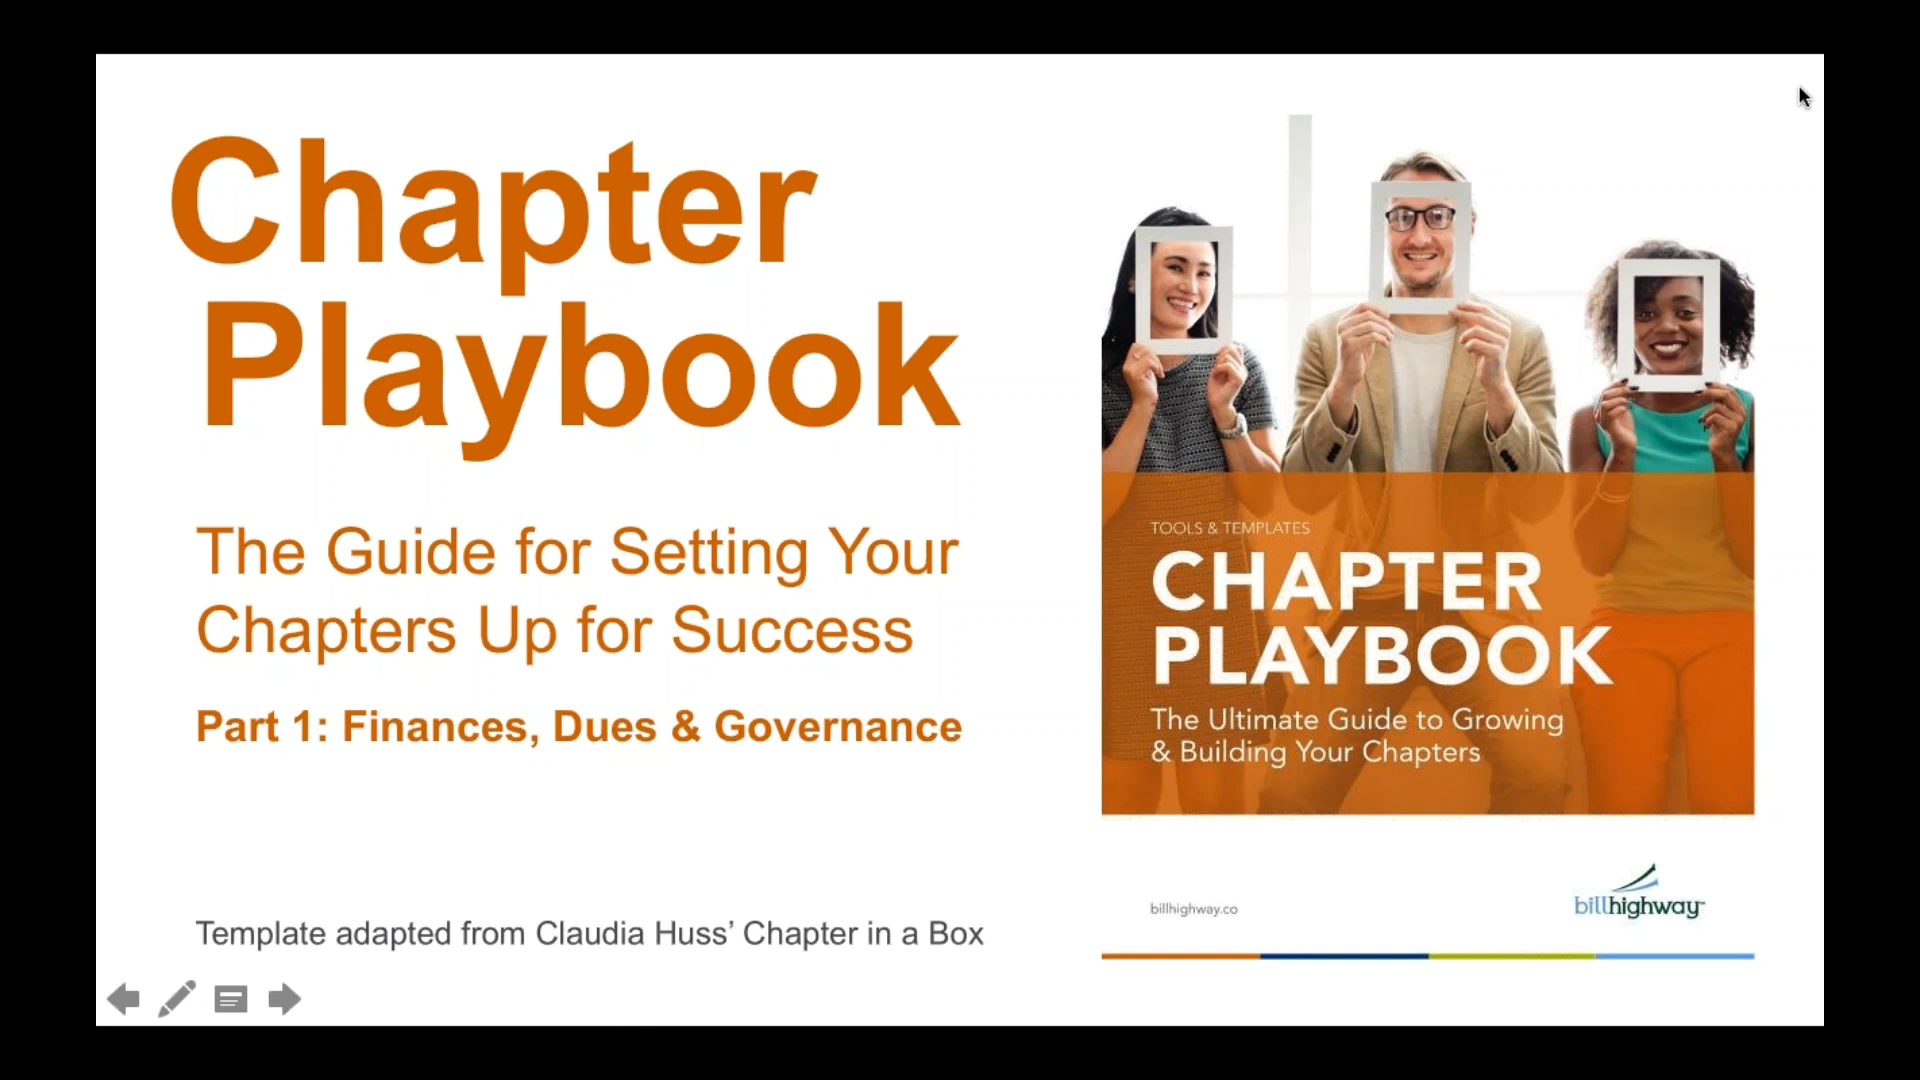 Chapter
Playbook
The Guide for Setting Your
Chapters Up for Success
Part 1: Finances, Dues & Governance
Template adapted from Claudia Huss’ Chapter in a Box
TOOLS & TEMPLATES
CHAPTER
PLAYBOOK
The Ultimate Guide to Growing
& Building Your Chapters
billhighway.co
billhighway™